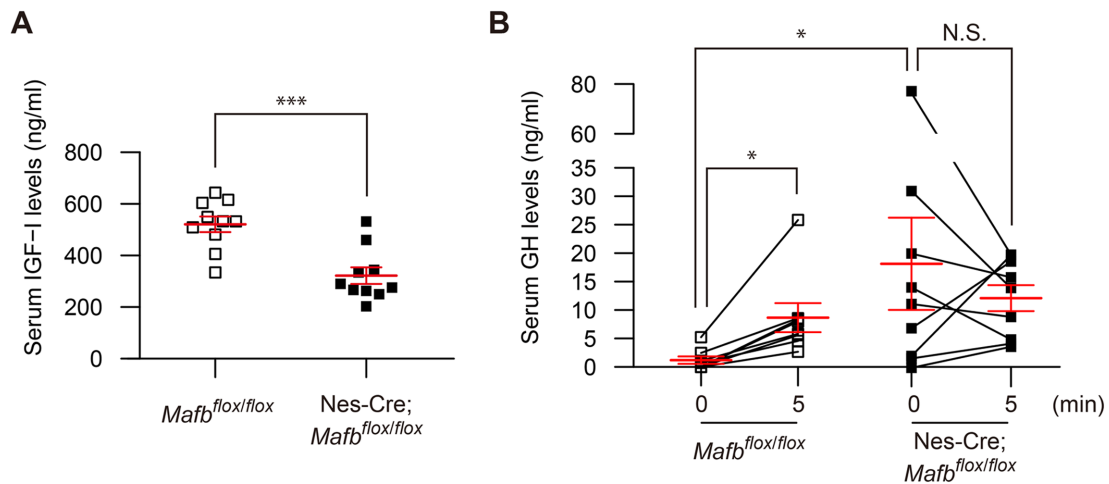 A
Serum IGF−I levels (ng/ml)
800
600
400
200
0
***
Mafbflox/flox
Nes-Cre;
Mafbflox/flox
B
Serum GH levels (ng/ml)
80
60
35
30
25
20
15
10
5
0
*
*
N.S.
0 5 0 5 (min)
Mafbflox/flox
Nes-Cre;
Mafbflox/flox